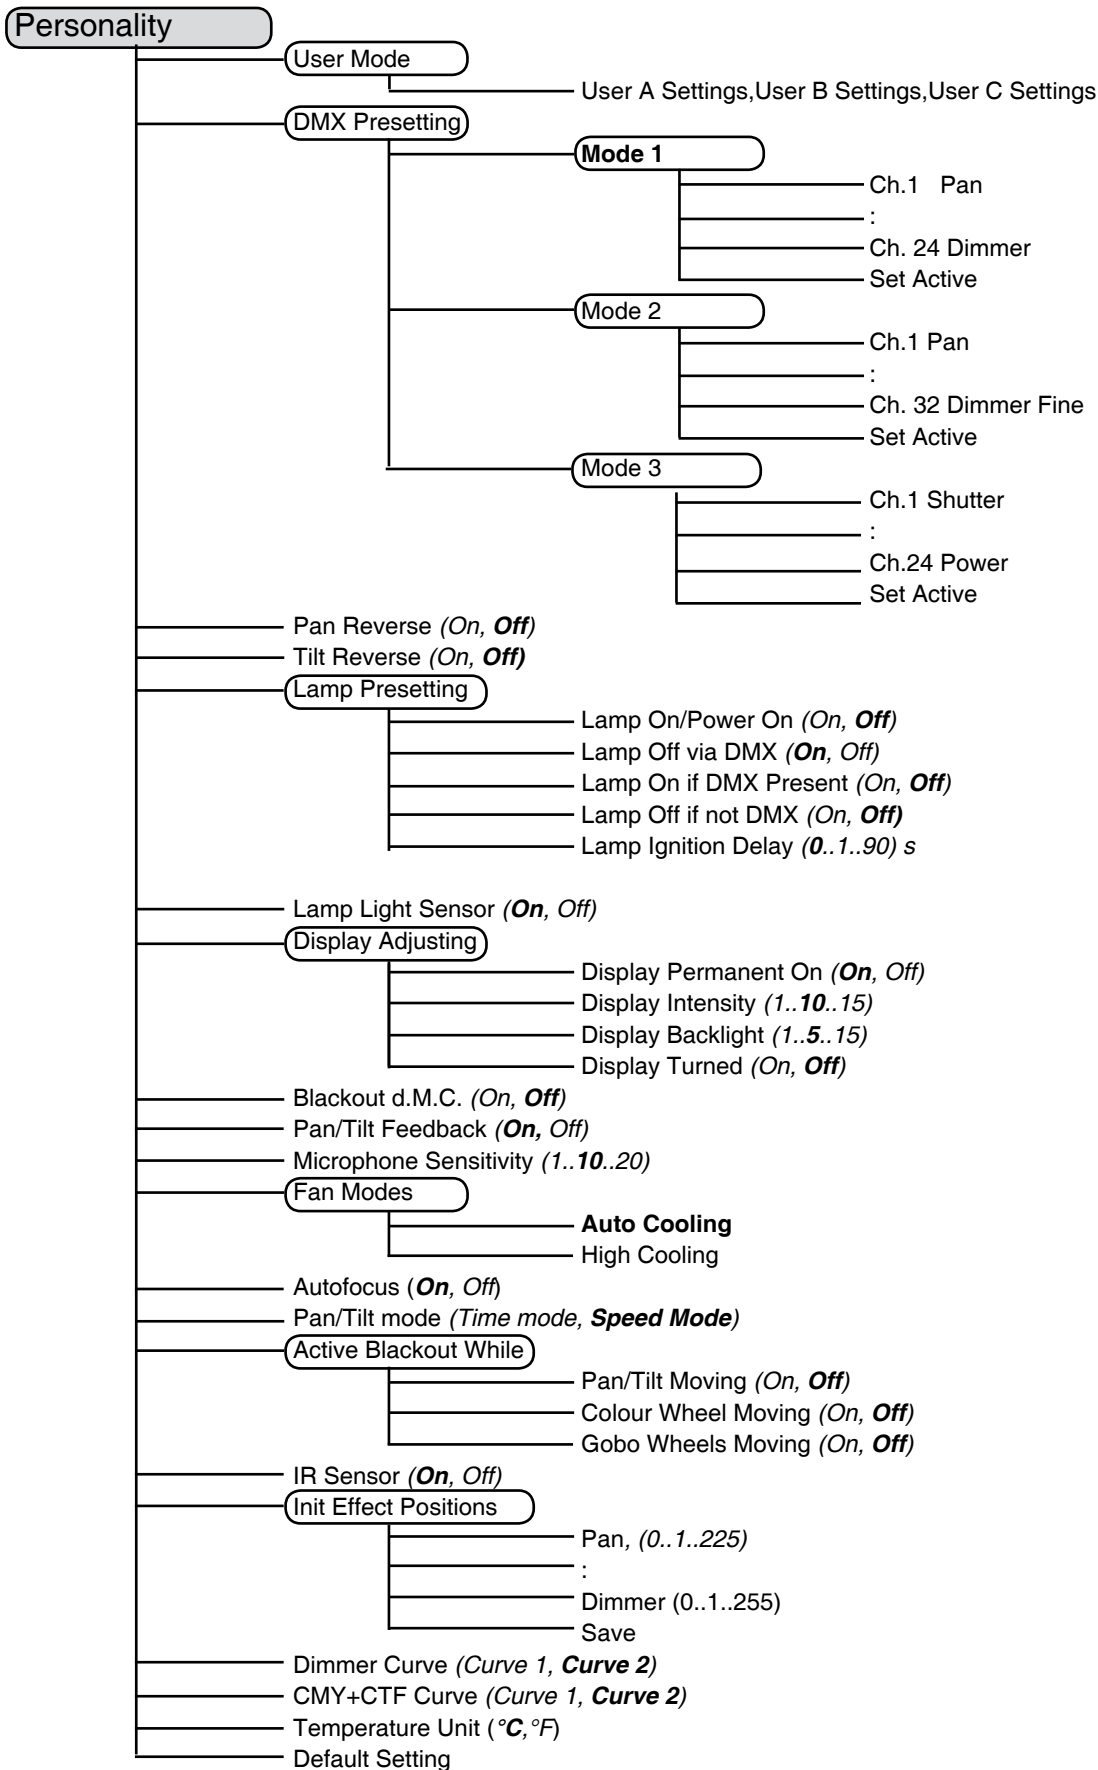 Personality
User Mode
User A Settings,User B Settings,User C Settings
DMX Presetting
Mode 1
Ch.1 Pan
:
Ch. 24 Dimmer
Set Active
Mode 2
Ch.1 Pan
:
Ch. 32 Dimmer Fine
Set Active
Mode 3
Ch.1 Shutter
:
Ch.24 Power
Set Active
Pan Reverse (On, Off)
Tilt Reverse (On, Off)
Lamp Presetting
Lamp On/Power On (On, Off)
Lamp Off via DMX (On, Off)
Lamp On if DMX Present (On, Off)
Lamp Off if not DMX (On, Off)
Lamp Ignition Delay (0..1..90) s
Lamp Light Sensor (On, Off)
Display Adjusting
Display Permanent On (On, Off)
Display Intensity (1..10..15)
Display Backlight (1..5..15)
Display Turned (On, Off)
Blackout d.M.C. (On, Off)
Pan/Tilt Feedback (On, Off)
Microphone Sensitivity (1..10..20)
Fan Modes
Auto Cooling
High Cooling
Autofocus (On, Off)
Pan/Tilt mode (Time mode, Speed Mode)
Active Blackout While
Pan/Tilt Moving (On, Off)
Colour Wheel Moving (On, Off)
Gobo Wheels Moving (On, Off)
IR Sensor (On, Off)
Init Effect Positions
Pan, (0..1..225)
:
Dimmer (0..1..255)
Save
Dimmer Curve (Curve 1, Curve 2)
CMY+CTF Curve (Curve 1, Curve 2)
Temperature Unit (°C,°F)
Default Setting